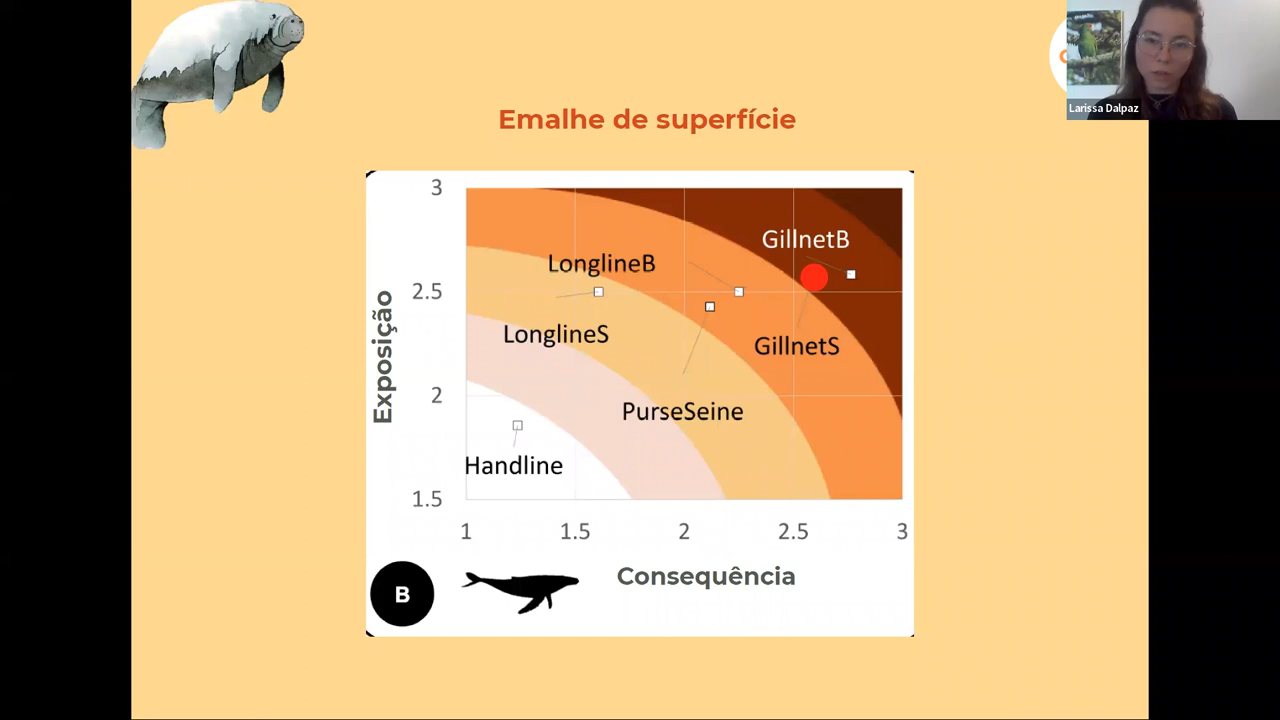 Larissa Dalpaz
Emalhe de superfície
3
2.5
2
1.5
Exposição
GillnetB
LonglineB
LonglineS
GillnetS
PurseSeine
Handline
1
1.5
2
2.5
3
Consequência
B